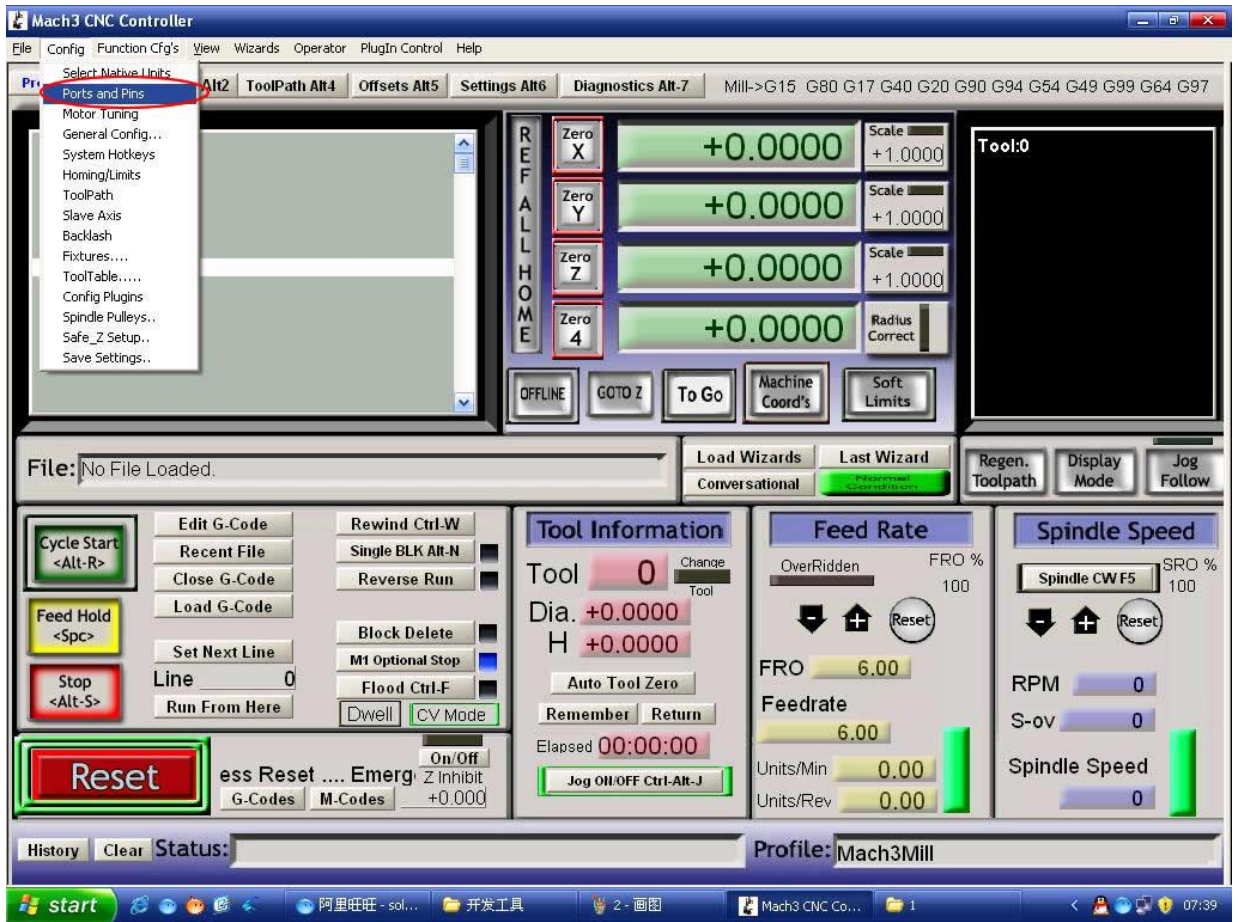 Mach3 CNC Controller
File Config Function Cfg's View Wizards Operator PlugIn Control Help
Select Native Units
Ports and Pins
Motor Tuning
General Config...
System Hotkeys
Homing/Limits
ToolPath
Slave Axis
Backlash
Fixtures....
ToolTable.....
Config Plugins
Spindle Pulleys..
Safe_Z Setup..
Save Settings..
Alt2 ToolPath Alt4 Offsets Alt5 Settings Alt6 Diagnostics Alt-7 Mill->G15 G80 G17 G40 G20 G90 G94 G54 G49 G99 G64 G97
REF ALL HOME
Zero X +0.0000 Scale +1.0000
Zero Y +0.0000 Scale +1.0000
Zero Z +0.0000 Scale +1.0000
Zero 4 +0.0000 Radius Correct
OFFLINE GOTO Z To Go Machine Coord's Soft Limits
Tool:0
File: No File Loaded.
Load Wizards Last Wizard
Conversational Normal Condition
Regen. Toolpath Display Mode Jog Follow
Cycle Start <Alt-R>
Feed Hold <Spc>
Stop <Alt-S>
Edit G-Code
Recent File
Close G-Code
Load G-Code
Set Next Line
Line 0
Run From Here
Rewind Ctrl-W
Single BLK Alt-N
Reverse Run
Block Delete
M1 Optional Stop
Flood Ctrl-F
Dwell CV Mode
Reset
ess Reset .... Emerg
G-Codes M-Codes
On/Off
Z Inhibit
+0.000
Tool Information
Tool 0 Change Tool
Dia. +0.0000
H +0.0000
Auto Tool Zero
Remember Return
Elapsed 00:00:00
Jog ON/OFF Ctrl-Alt-J
Feed Rate
OverRidden FRO % 100
Reset
FRO 6.00
Feedrate
6.00
Units/Min 0.00
Units/Rev 0.00
Spindle Speed
Spindle CW F5 SRO % 100
Reset
RPM 0
S-ov 0
Spindle Speed
0
History Clear Status:
Profile: Mach3Mill
start 阿里旺旺 - sol... 开发工具 2 - 画图 Mach3 CNC Co... 1 07:39